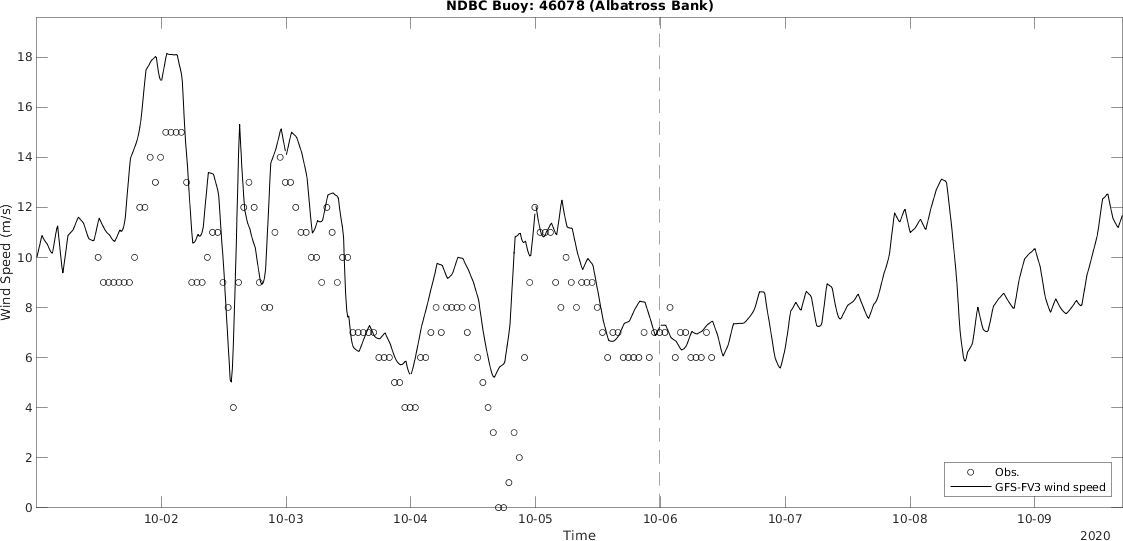 NDBC Buoy: 46078 (Albatross Bank)
18
16
14
12
10
8
6
4
2
0
Wind Speed (m/s)
10-02 10-03 10-04 10-05 10-06 10-07 10-08 10-09
Time
2020
Obs.
GFS-FV3 wind speed